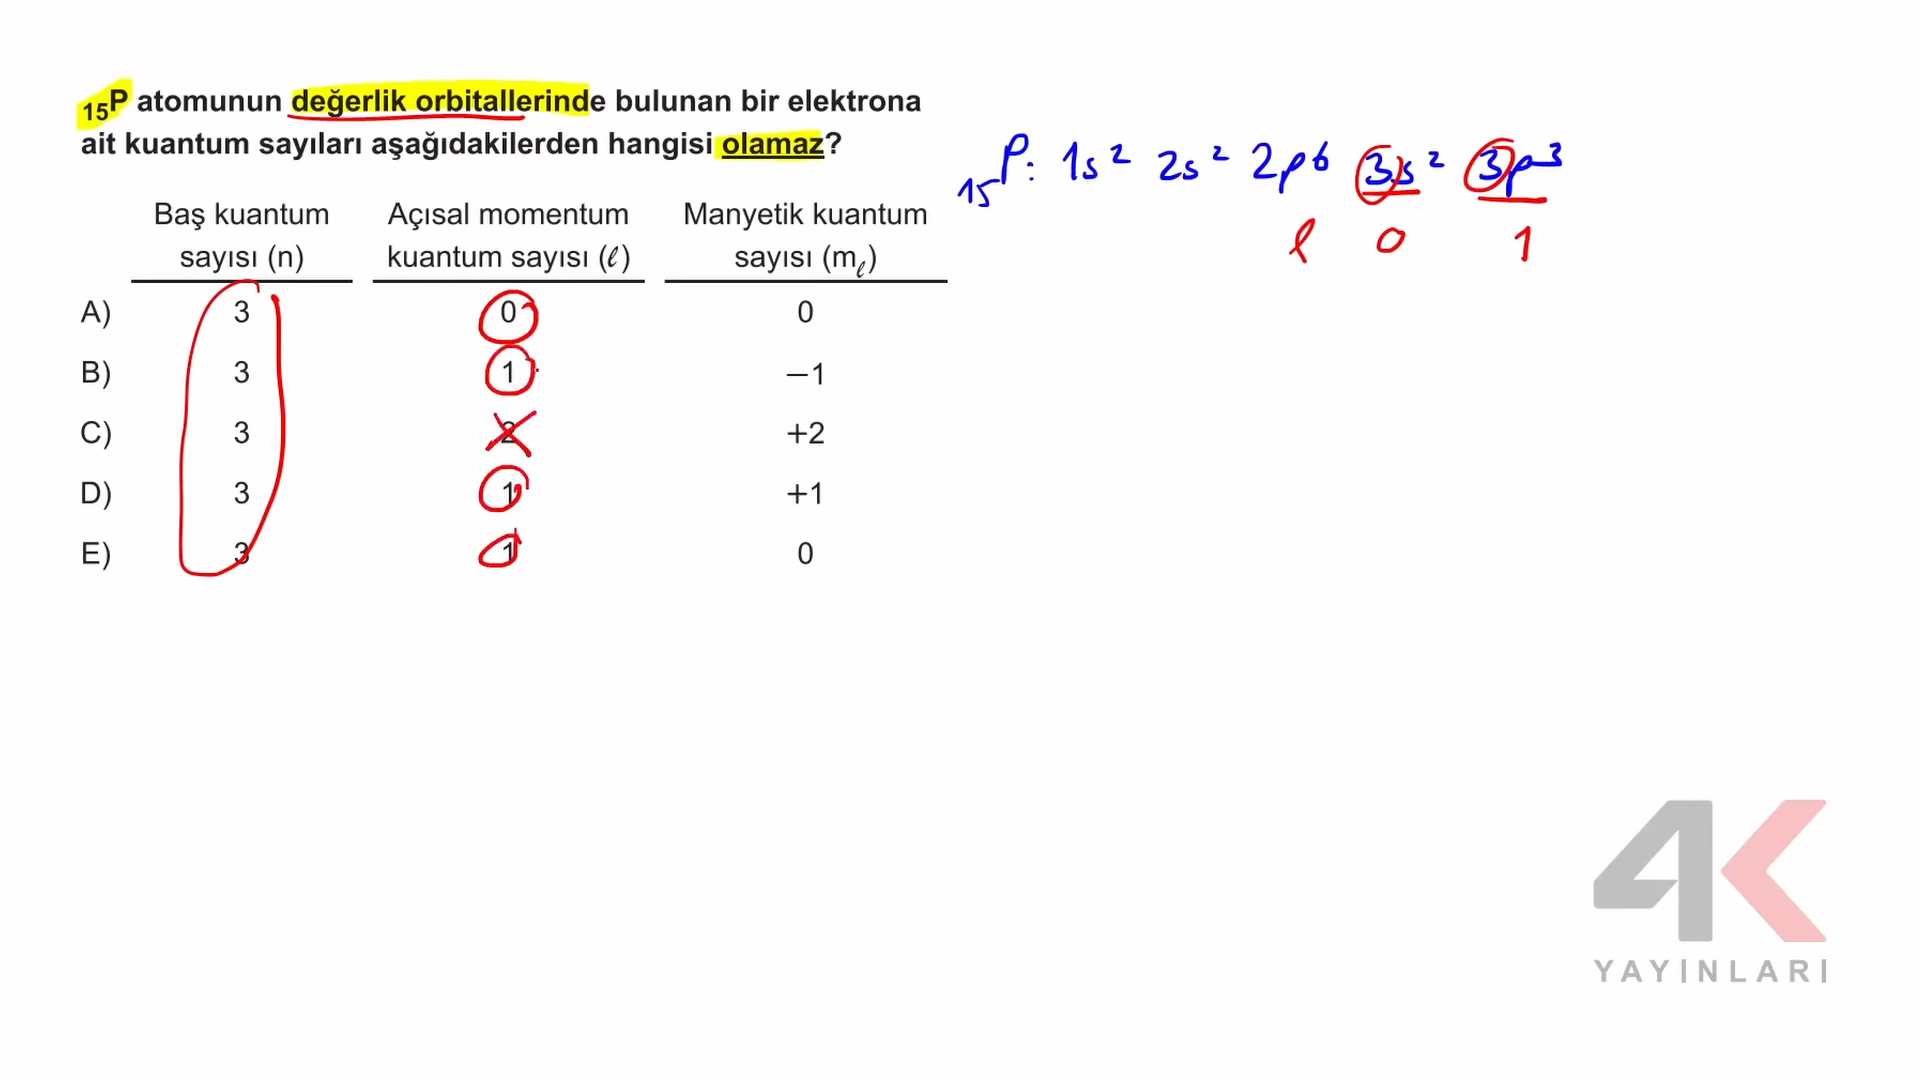 ₁₅P atomunun değerlik orbitallerinde bulunan bir elektrona
ait kuantum sayıları aşağıdakilerden hangisi olamaz?
Baş kuantum sayısı (n) Açısal momentum kuantum sayısı (ℓ) Manyetik kuantum sayısı (mℓ)
A) 3 0 0
B) 3 1 −1
C) 3 2 +2
D) 3 1 +1
E) 3 1 0
₁₅P: 1s² 2s² 2p⁶ 3s² 3p³
ℓ 0 1
4K
YAYINLARI